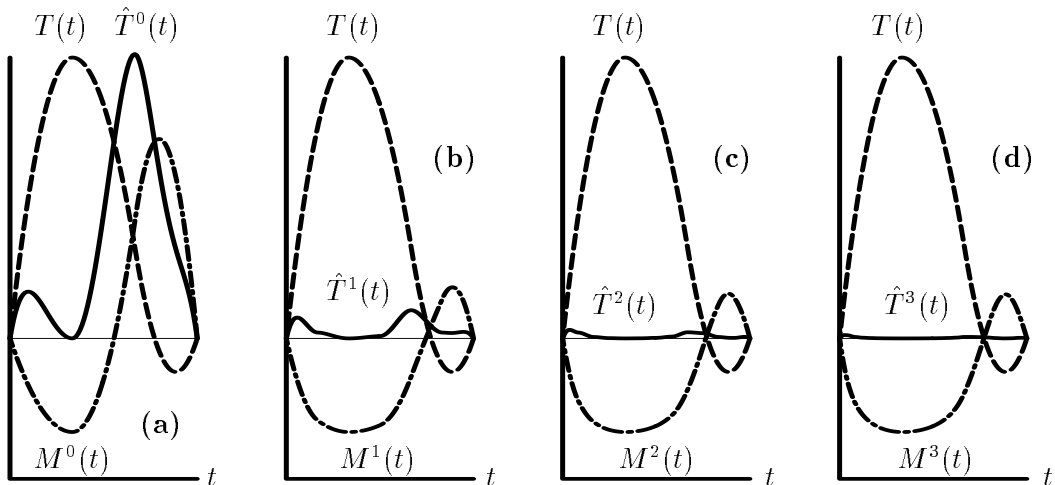 T(t) T̂⁰(t) T(t) T(t) T(t)
(b) (c) (d)
T̂¹(t) T̂²(t) T̂³(t)
(a)
M⁰(t) t M¹(t) t M²(t) t M³(t) t